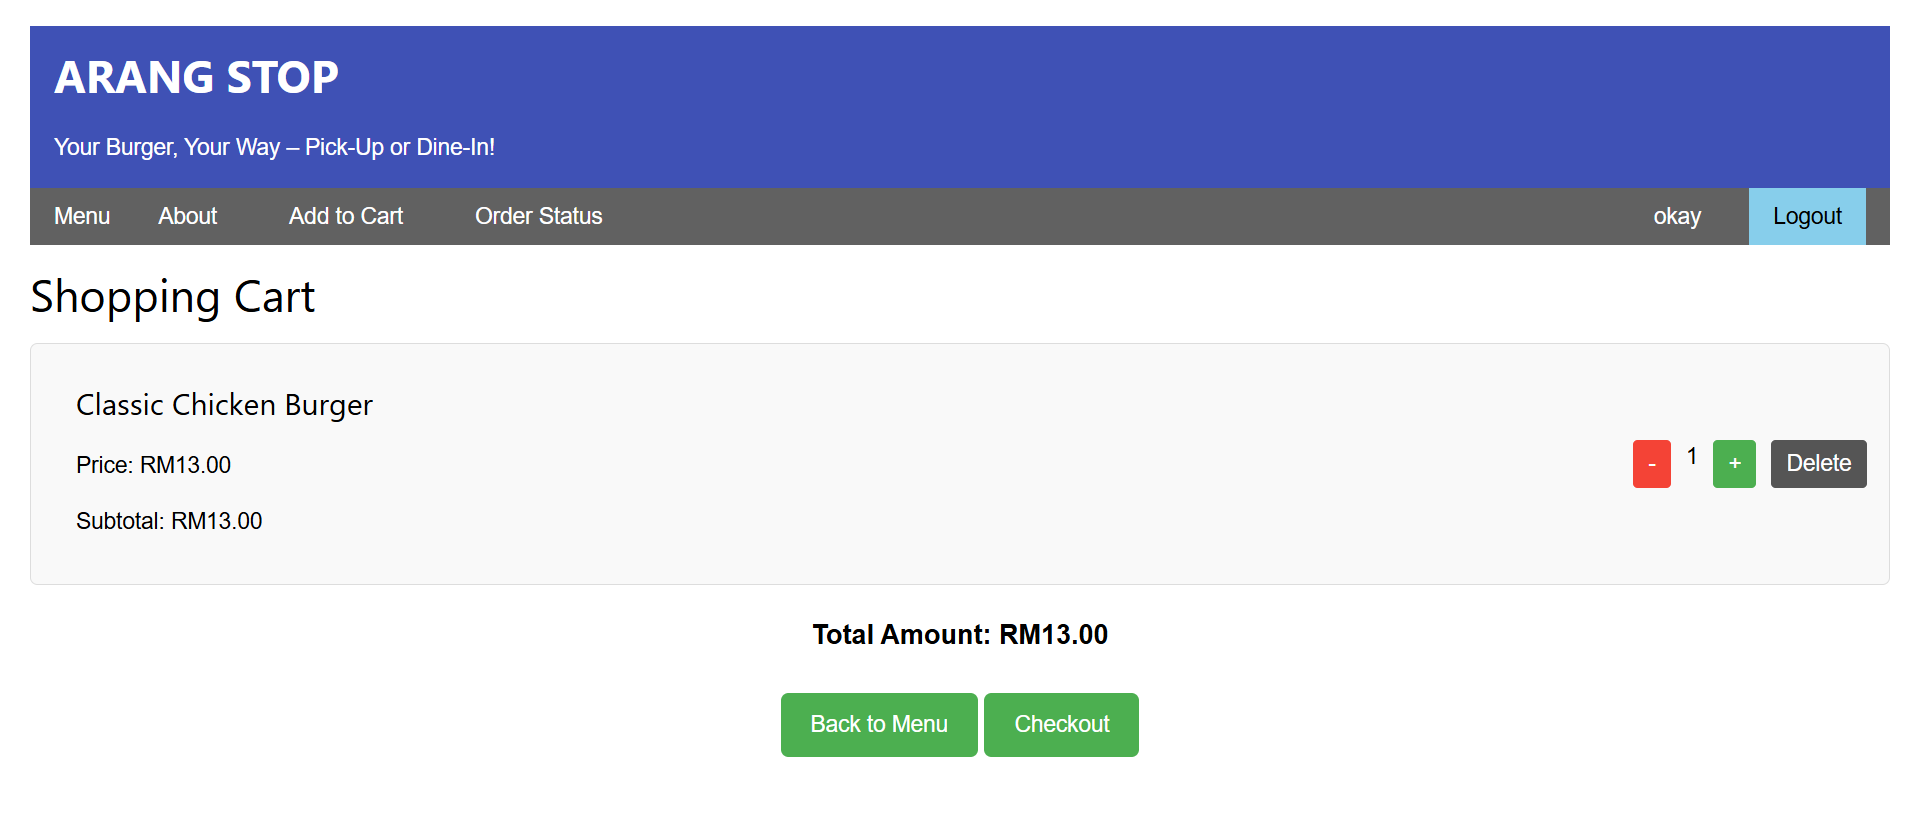 ARANG STOP
Your Burger, Your Way – Pick-Up or Dine-In!
Menu About Add to Cart Order Status okay Logout
Shopping Cart
Classic Chicken Burger
Price: RM13.00
- 1 + Delete
Subtotal: RM13.00
Total Amount: RM13.00
Back to Menu Checkout